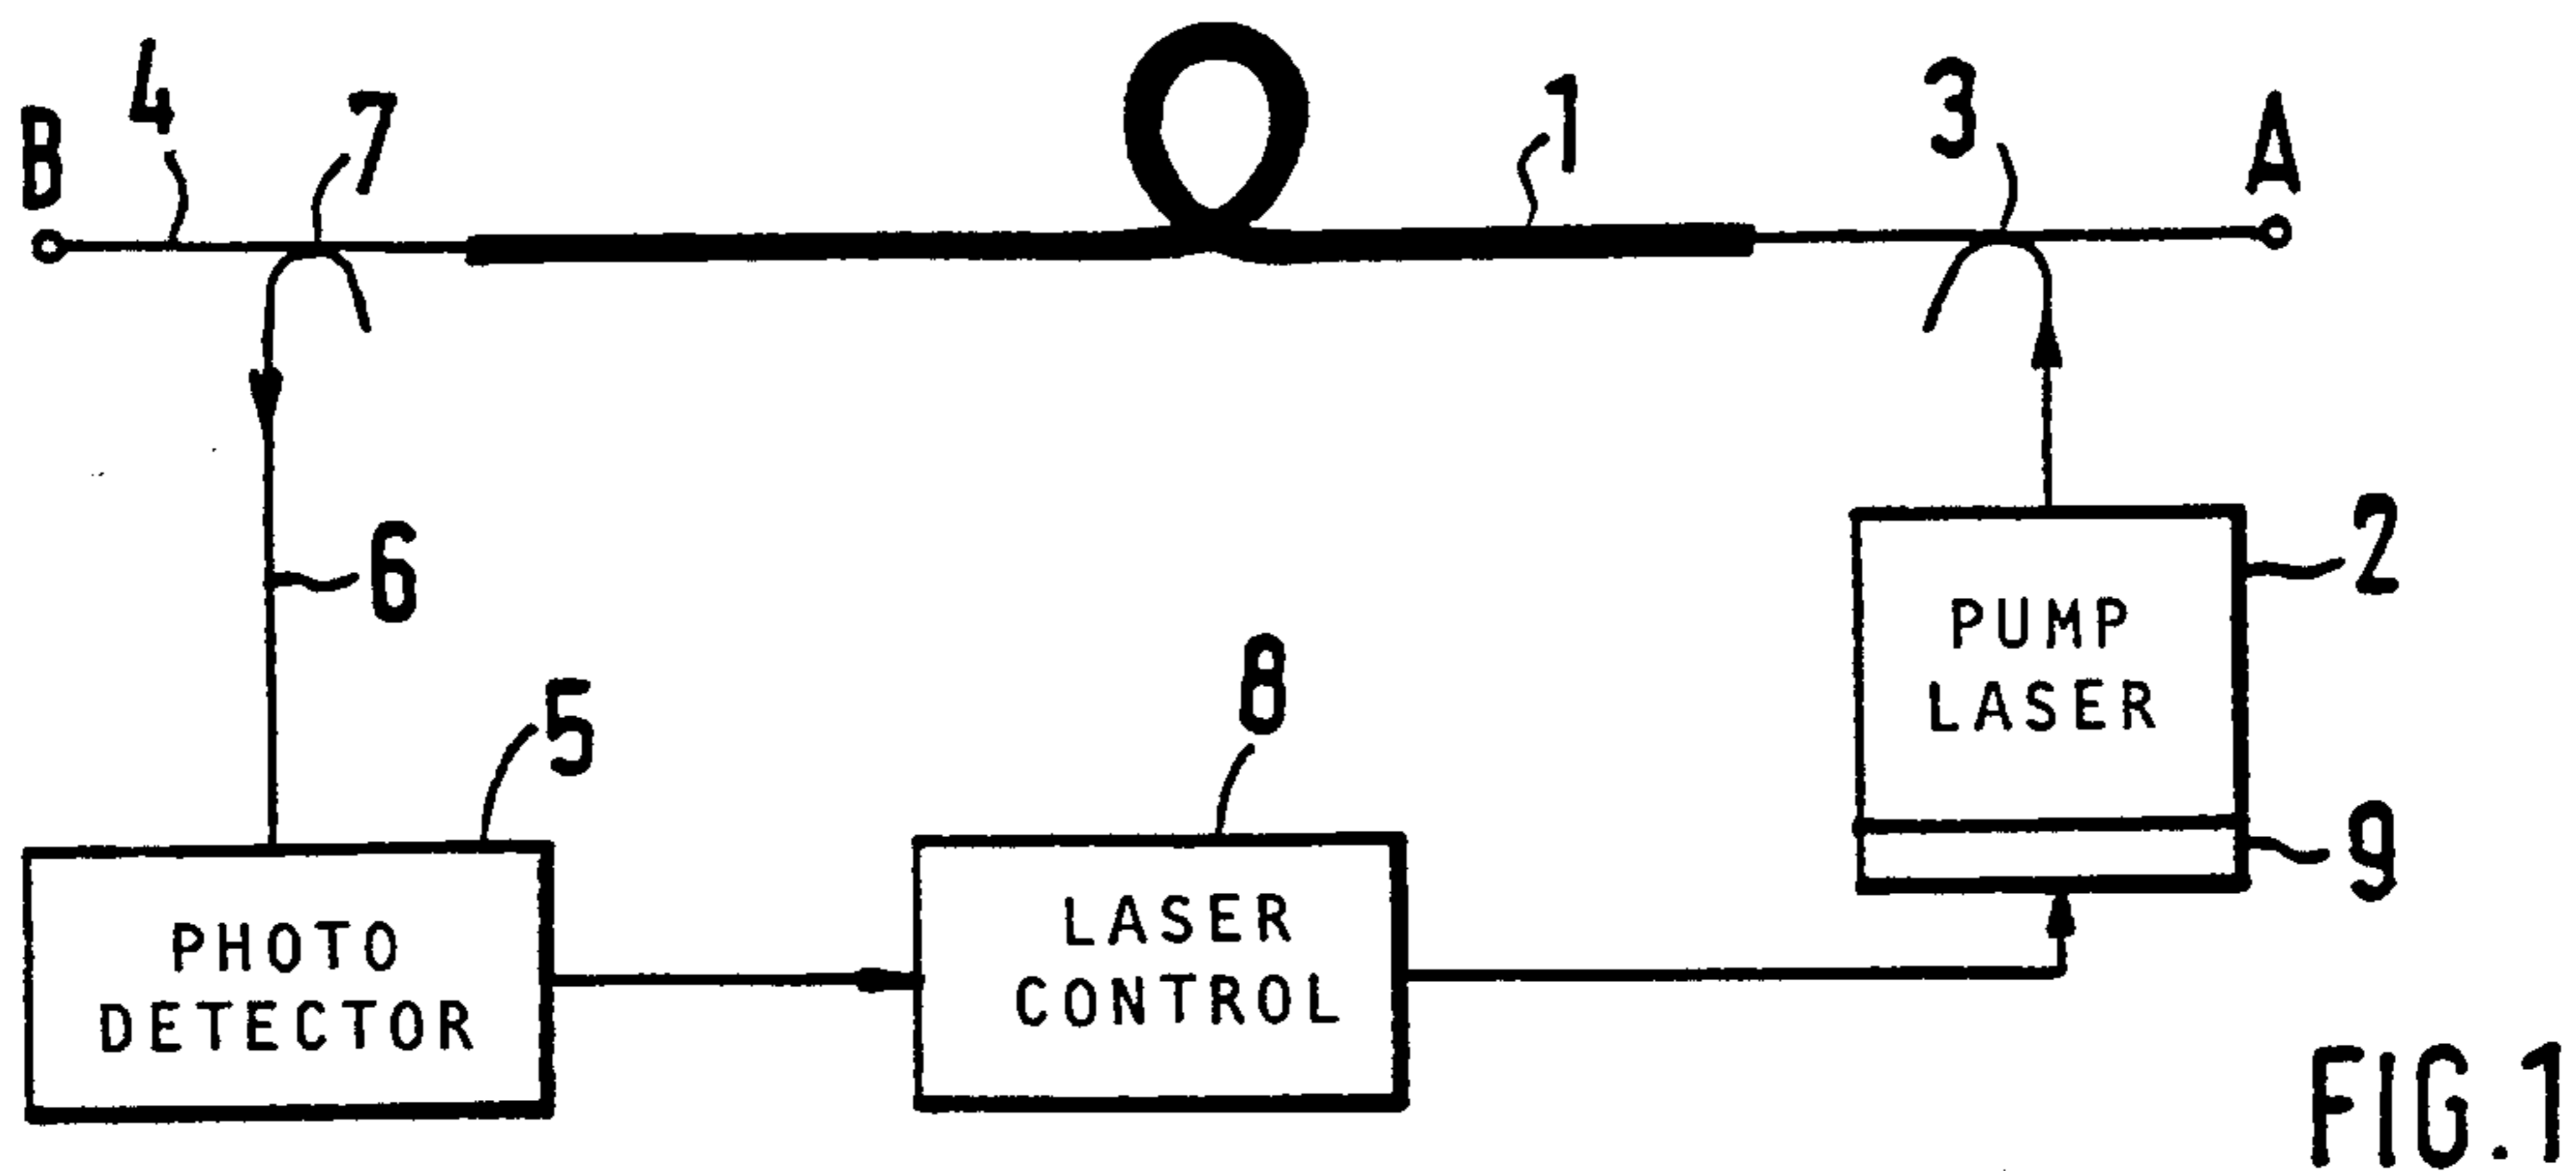 B
4
7
1
3
A
6
2
PUMP
LASER
5
8
9
PHOTO
DETECTOR
LASER
CONTROL
FIG.1